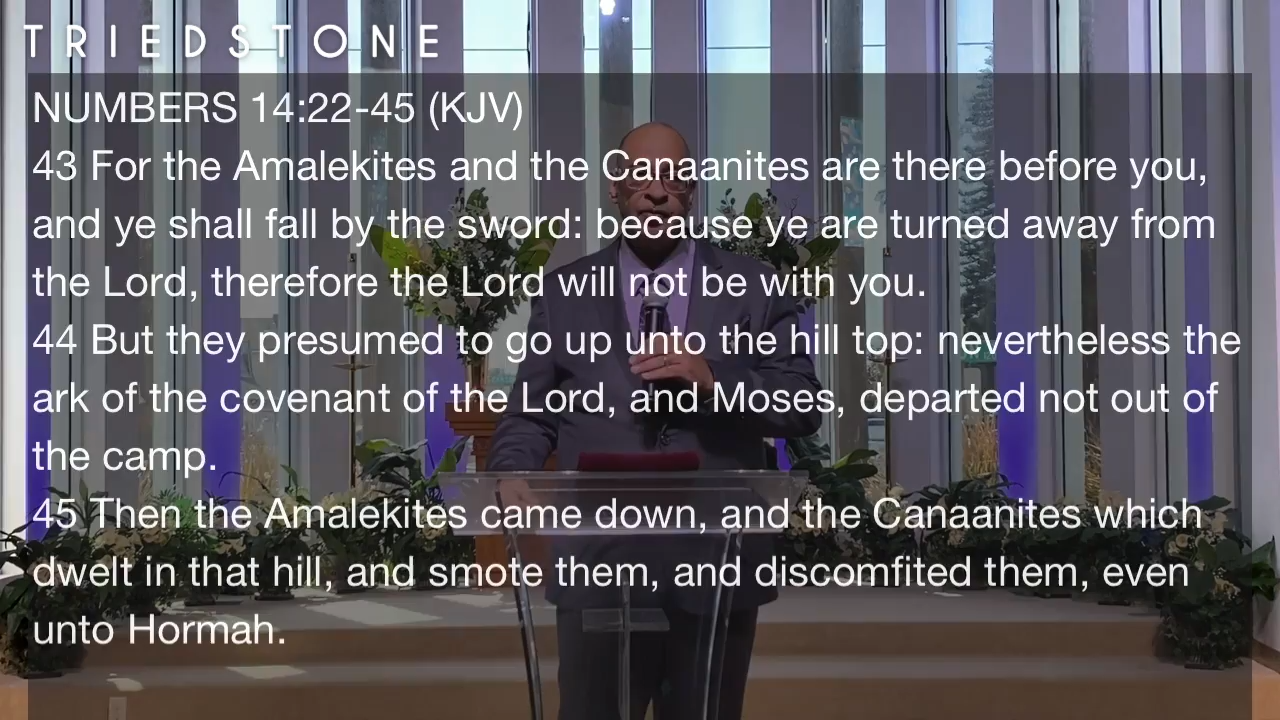 TRIEDSTONE
NUMBERS 14:22-45 (KJV)
43 For the Amalekites and the Canaanites are there before you,
and ye shall fall by the sword: because ye are turned away from
the Lord, therefore the Lord will not be with you.
44 But they presumed to go up unto the hill top: nevertheless the
ark of the covenant of the Lord, and Moses, departed not out of
the camp.
45 Then the Amalekites came down, and the Canaanites which
dwelt in that hill, and smote them, and discomfited them, even
unto Hormah.